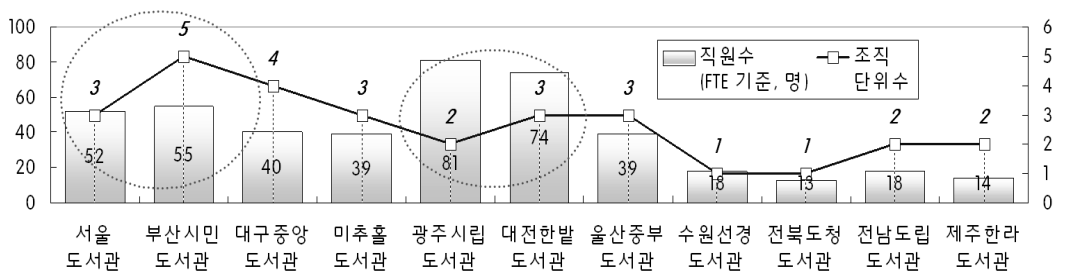 100
80
60
40
20
0
6
5
4
3
2
1
0
직원수
(FTE 기준, 명)
조직
단위수
3 5 4 3 2 3 3 1 1 2 2
52 55 40 39 81 74 39 18 13 18 14
서울 부산시민 대구중앙 미추홀 광주시립 대전한밭 울산중부 수원선경 전북도청 전남도립 제주한라
도서관 도서관 도서관 도서관 도서관 도서관 도서관 도서관 도서관 도서관 도서관